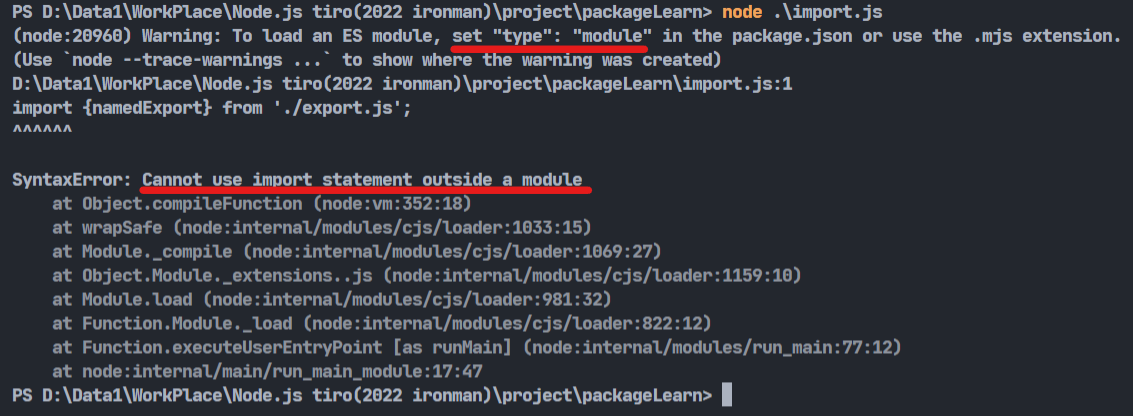 PS D:\Data1\WorkPlace\Node.js tiro(2022 ironman)\project\packageLearn> node .\import.js
(node:20960) Warning: To load an ES module, set "type": "module" in the package.json or use the .mjs extension.
(Use `node --trace-warnings ...` to show where the warning was created)
D:\Data1\WorkPlace\Node.js tiro(2022 ironman)\project\packageLearn\import.js:1
import {namedExport} from './export.js';
^^^^^^
SyntaxError: Cannot use import statement outside a module
    at Object.compileFunction (node:vm:352:18)
    at wrapSafe (node:internal/modules/cjs/loader:1033:15)
    at Module._compile (node:internal/modules/cjs/loader:1069:27)
    at Object.Module._extensions..js (node:internal/modules/cjs/loader:1159:10)
    at Module.load (node:internal/modules/cjs/loader:981:32)
    at Function.Module._load (node:internal/modules/cjs/loader:822:12)
    at Function.executeUserEntryPoint [as runMain] (node:internal/modules/run_main:77:12)
    at node:internal/main/run_main_module:17:47
PS D:\Data1\WorkPlace\Node.js tiro(2022 ironman)\project\packageLearn>